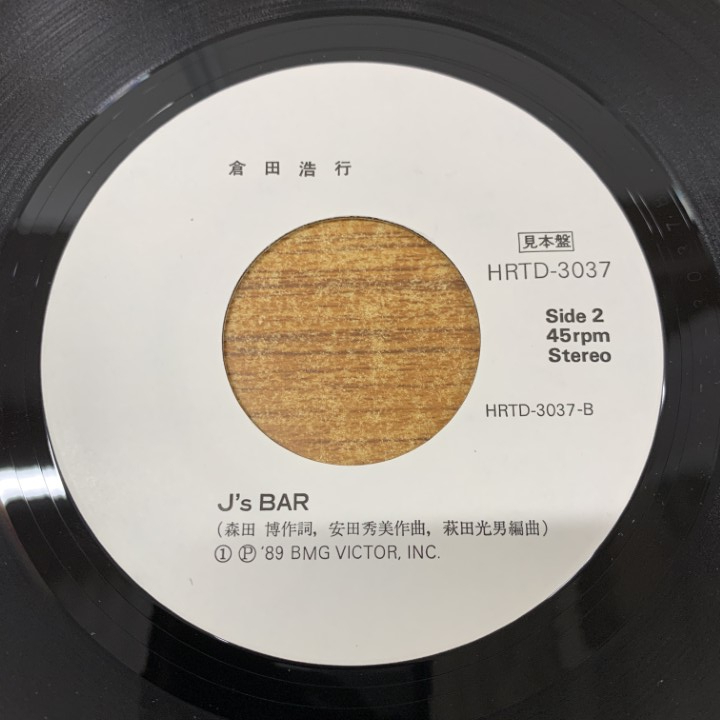 倉田浩行
見本盤
HRTD-3037
Side 2
45rpm
Stereo
HRTD-3037-B
J's BAR
(森田 博作詞, 安田秀美作曲, 萩田光男編曲)
① Ⓟ '89 BMG VICTOR, INC.